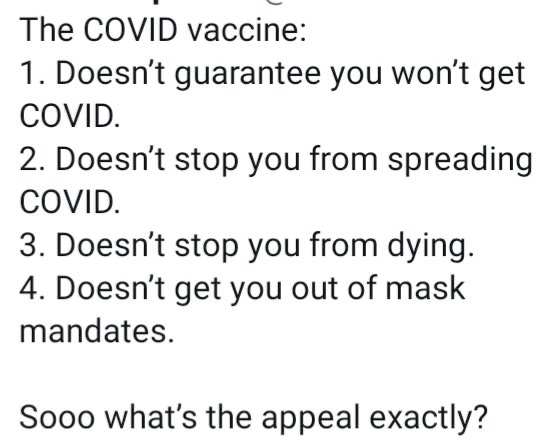 The COVID vaccine:
1. Doesn’t guarantee you won’t get
COVID.
2. Doesn’t stop you from spreading
COVID.
3. Doesn’t stop you from dying.
4. Doesn’t get you out of mask
mandates.
Sooo what’s the appeal exactly?